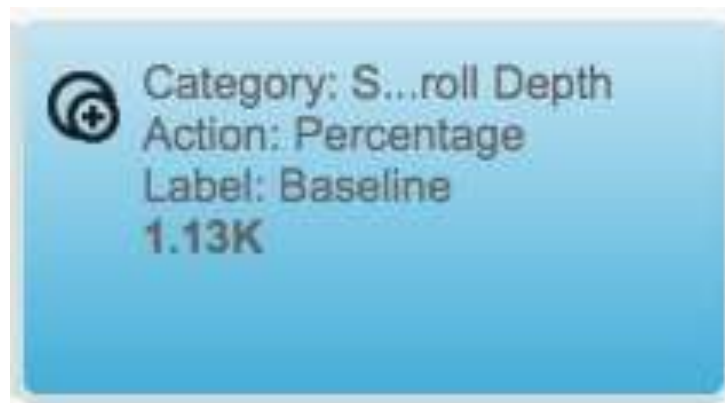 Category: S...roll Depth
Action: Percentage
Label: Baseline
1.13K